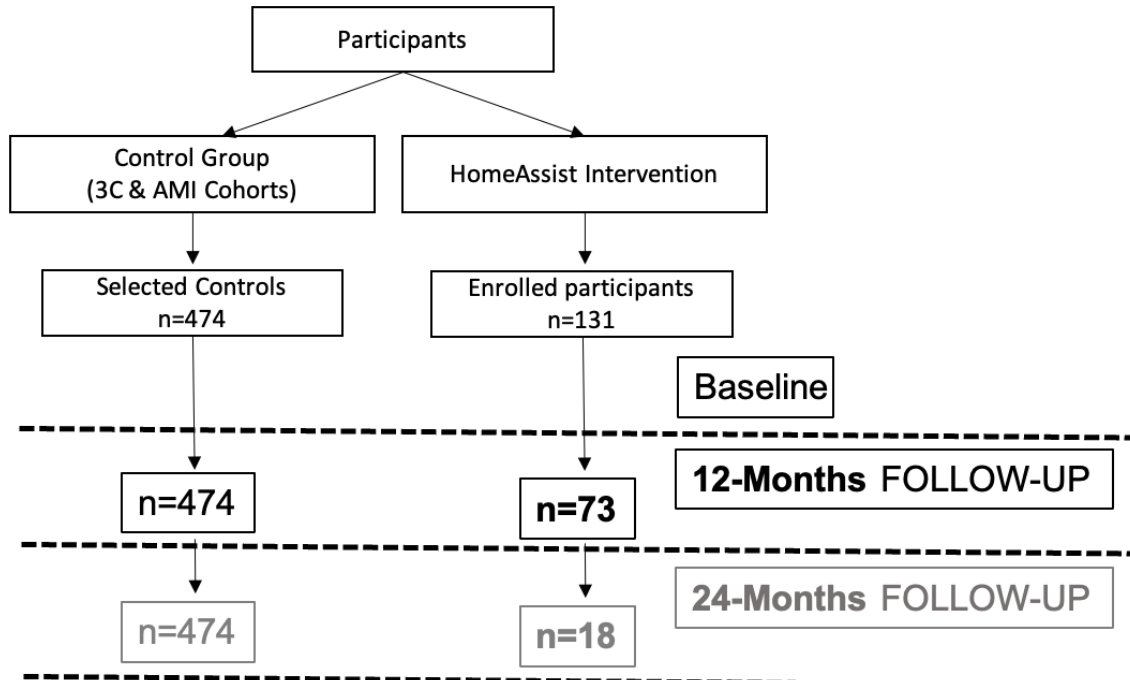 Participants
Control Group
(3C & AMI Cohorts)
HomeAssist Intervention
Selected Controls
n=474
Enrolled participants
n=131
Baseline
n=474
n=73
12-Months FOLLOW-UP
n=474
n=18
24-Months FOLLOW-UP